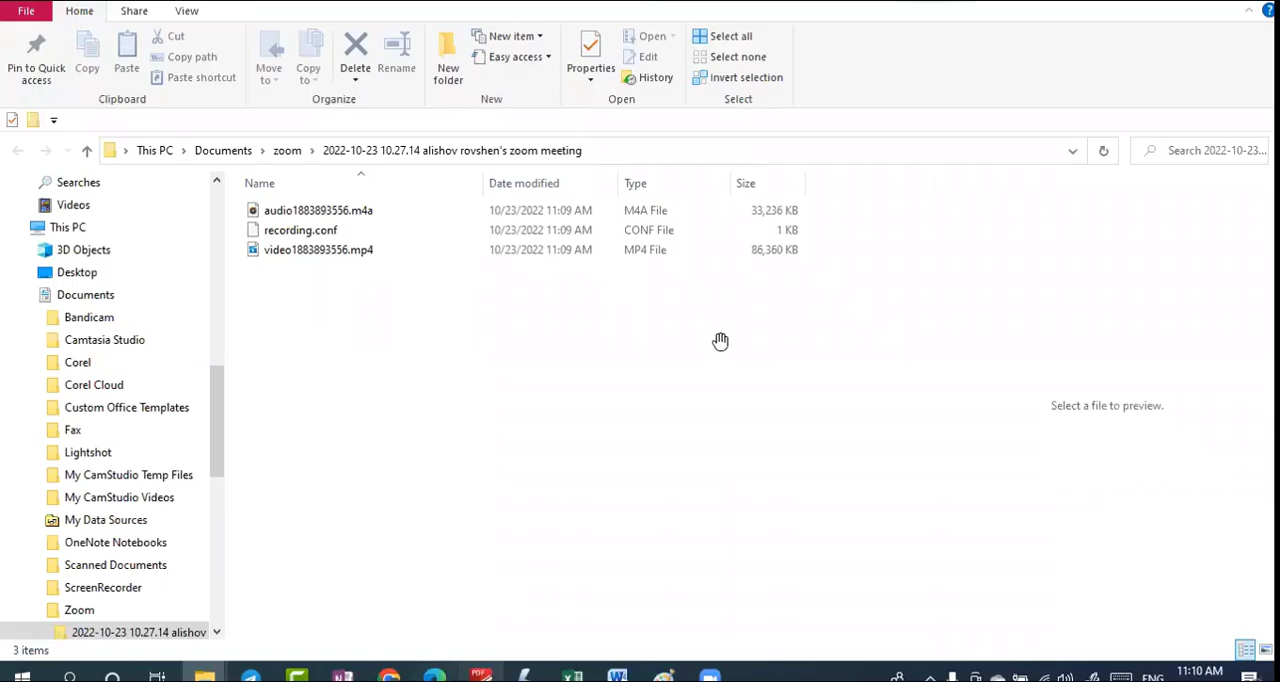 File Home Share View
Pin to Quick access
Copy
Paste
Cut
Copy path
Paste shortcut
Clipboard
Move to
Copy to
Delete
Rename
Organize
New folder
New item
Easy access
New
Properties
Open
Edit
History
Open
Select all
Select none
Invert selection
Select
This PC > Documents > zoom > 2022-10-23 10.27.14 alishov rovshen's zoom meeting
Search 2022-10-23...
Name Date modified Type Size
audio1883893556.m4a 10/23/2022 11:09 AM M4A File 33,236 KB
recording.conf 10/23/2022 11:09 AM CONF File 1 KB
video1883893556.mp4 10/23/2022 11:09 AM MP4 File 86,360 KB
Searches
Videos
This PC
3D Objects
Desktop
Documents
Bandicam
Camtasia Studio
Corel
Corel Cloud
Custom Office Templates
Fax
Lightshot
My CamStudio Temp Files
My CamStudio Videos
My Data Sources
OneNote Notebooks
Scanned Documents
ScreenRecorder
Zoom
2022-10-23 10.27.14 alishov
Select a file to preview.
3 items
PDF
ENG
11:10 AM